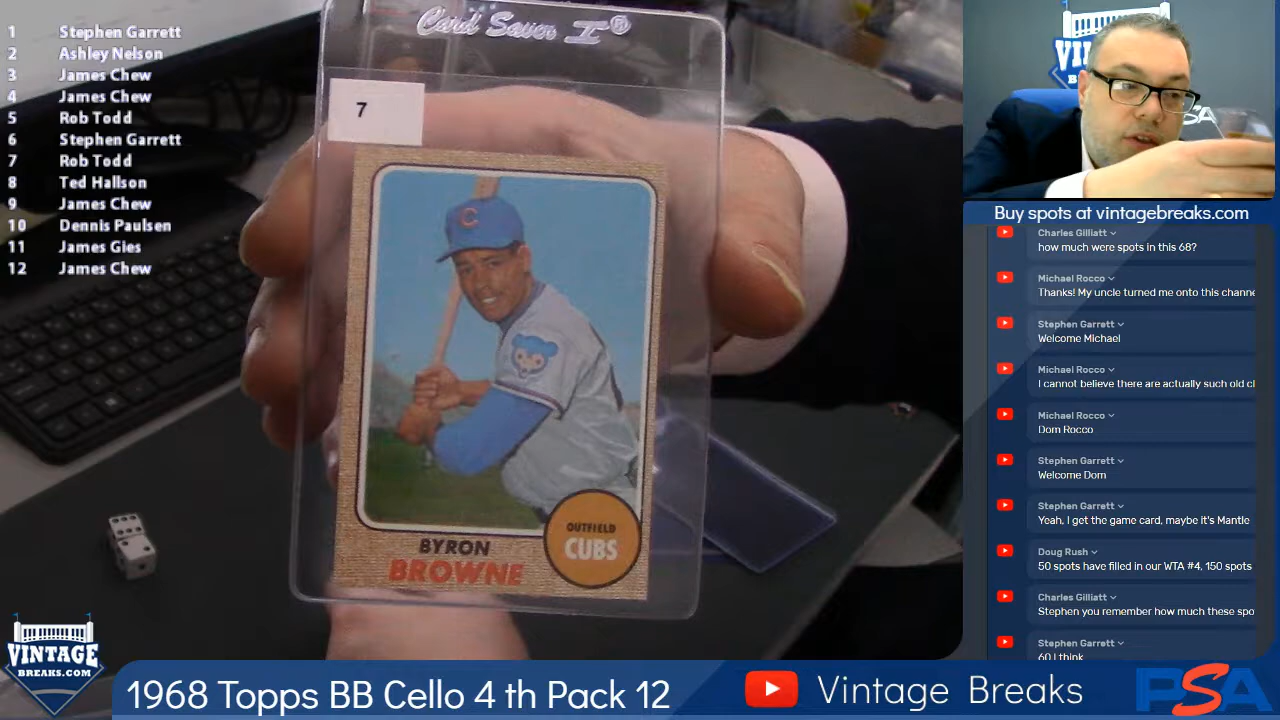 1 Stephen Garrett
2 Ashley Nelson
3 James Chew
4 James Chew
5 Rob Todd
6 Stephen Garrett
7 Rob Todd
8 Ted Hallson
9 James Chew
10 Dennis Paulsen
11 James Gies
12 James Chew
Card Saver I®
7
C
OUTFIELD
CUBS
BYRON
BROWNE
VINTAGE
Buy spots at vintagebreaks.com
Charles Gilliatt
how much were spots in this 68?
Michael Rocco
Thanks! My uncle turned me onto this channe
Stephen Garrett
Welcome Michael
Michael Rocco
I cannot believe there are actually such old cl
Michael Rocco
Dom Rocco
Stephen Garrett
Welcome Dom
Stephen Garrett
Yeah, I get the game card, maybe it's Mantle
Doug Rush
50 spots have filled in our WTA #4. 150 spots
Charles Gilliatt
Stephen you remember how much these spo
Stephen Garrett
60 I think
VINTAGE
BREAKS.COM
1968 Topps BB Cello 4 th Pack 12
Vintage Breaks
PSA